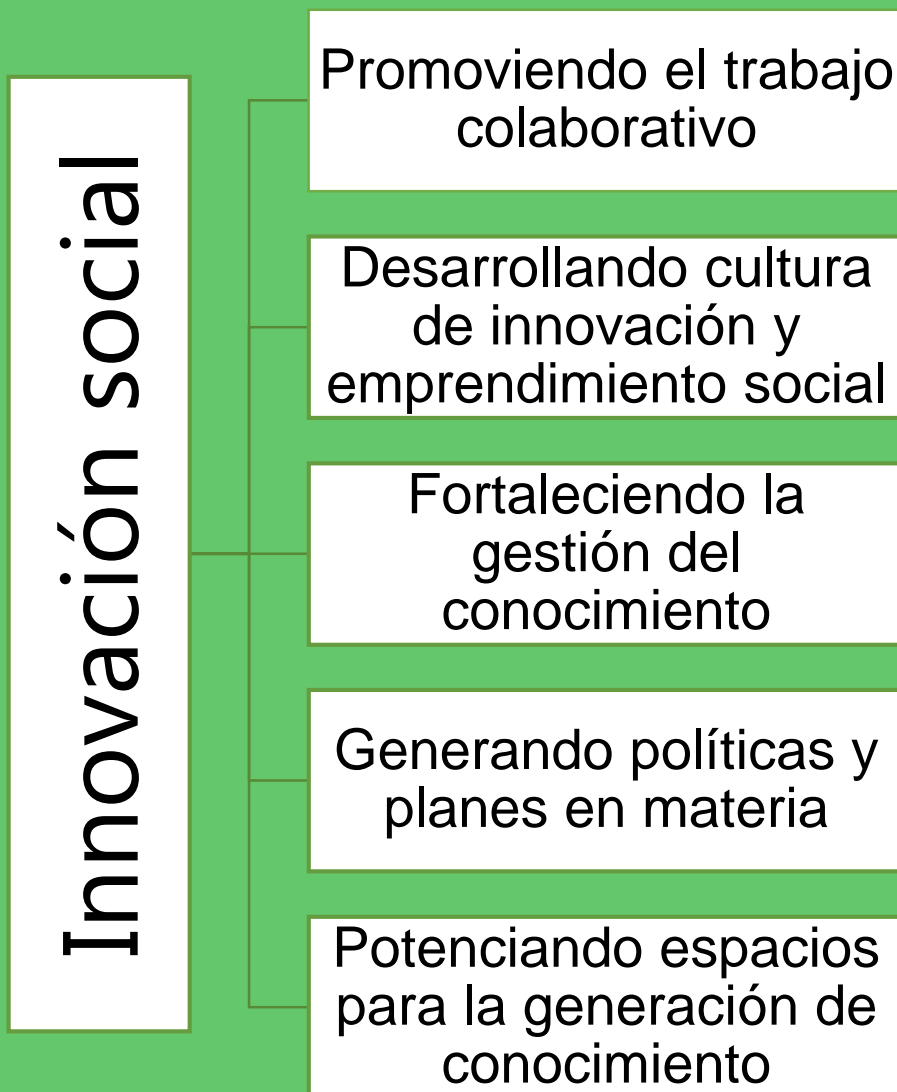 Innovación social
Promoviendo el trabajo
colaborativo
Desarrollando cultura
de innovación y
emprendimiento social
Fortaleciendo la
gestión del
conocimiento
Generando políticas y
planes en materia
Potenciando espacios
para la generación de
conocimiento